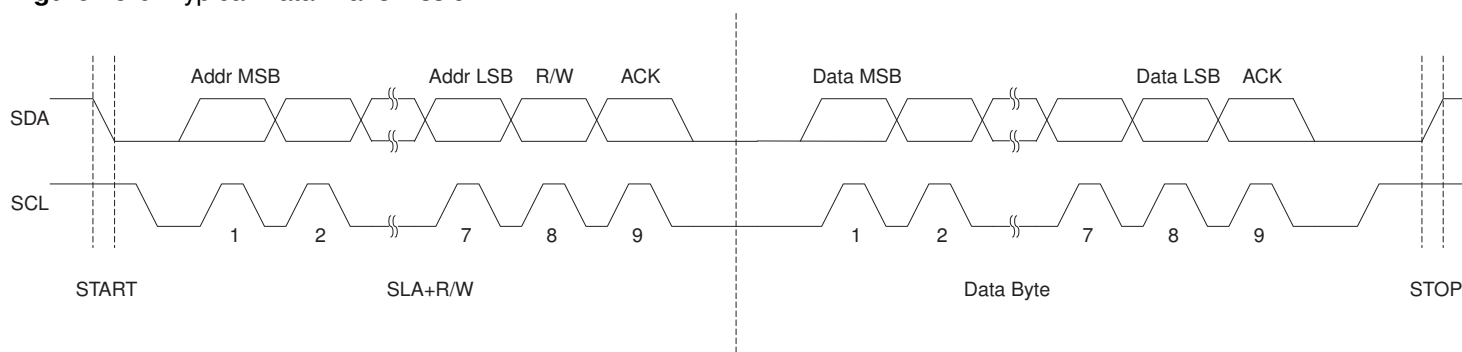 Addr MSB Addr LSB R/W ACK Data MSB Data LSB ACK
SDA
SCL
1 2 7 8 9 1 2 7 8 9
START SLA+R/W Data Byte STOP